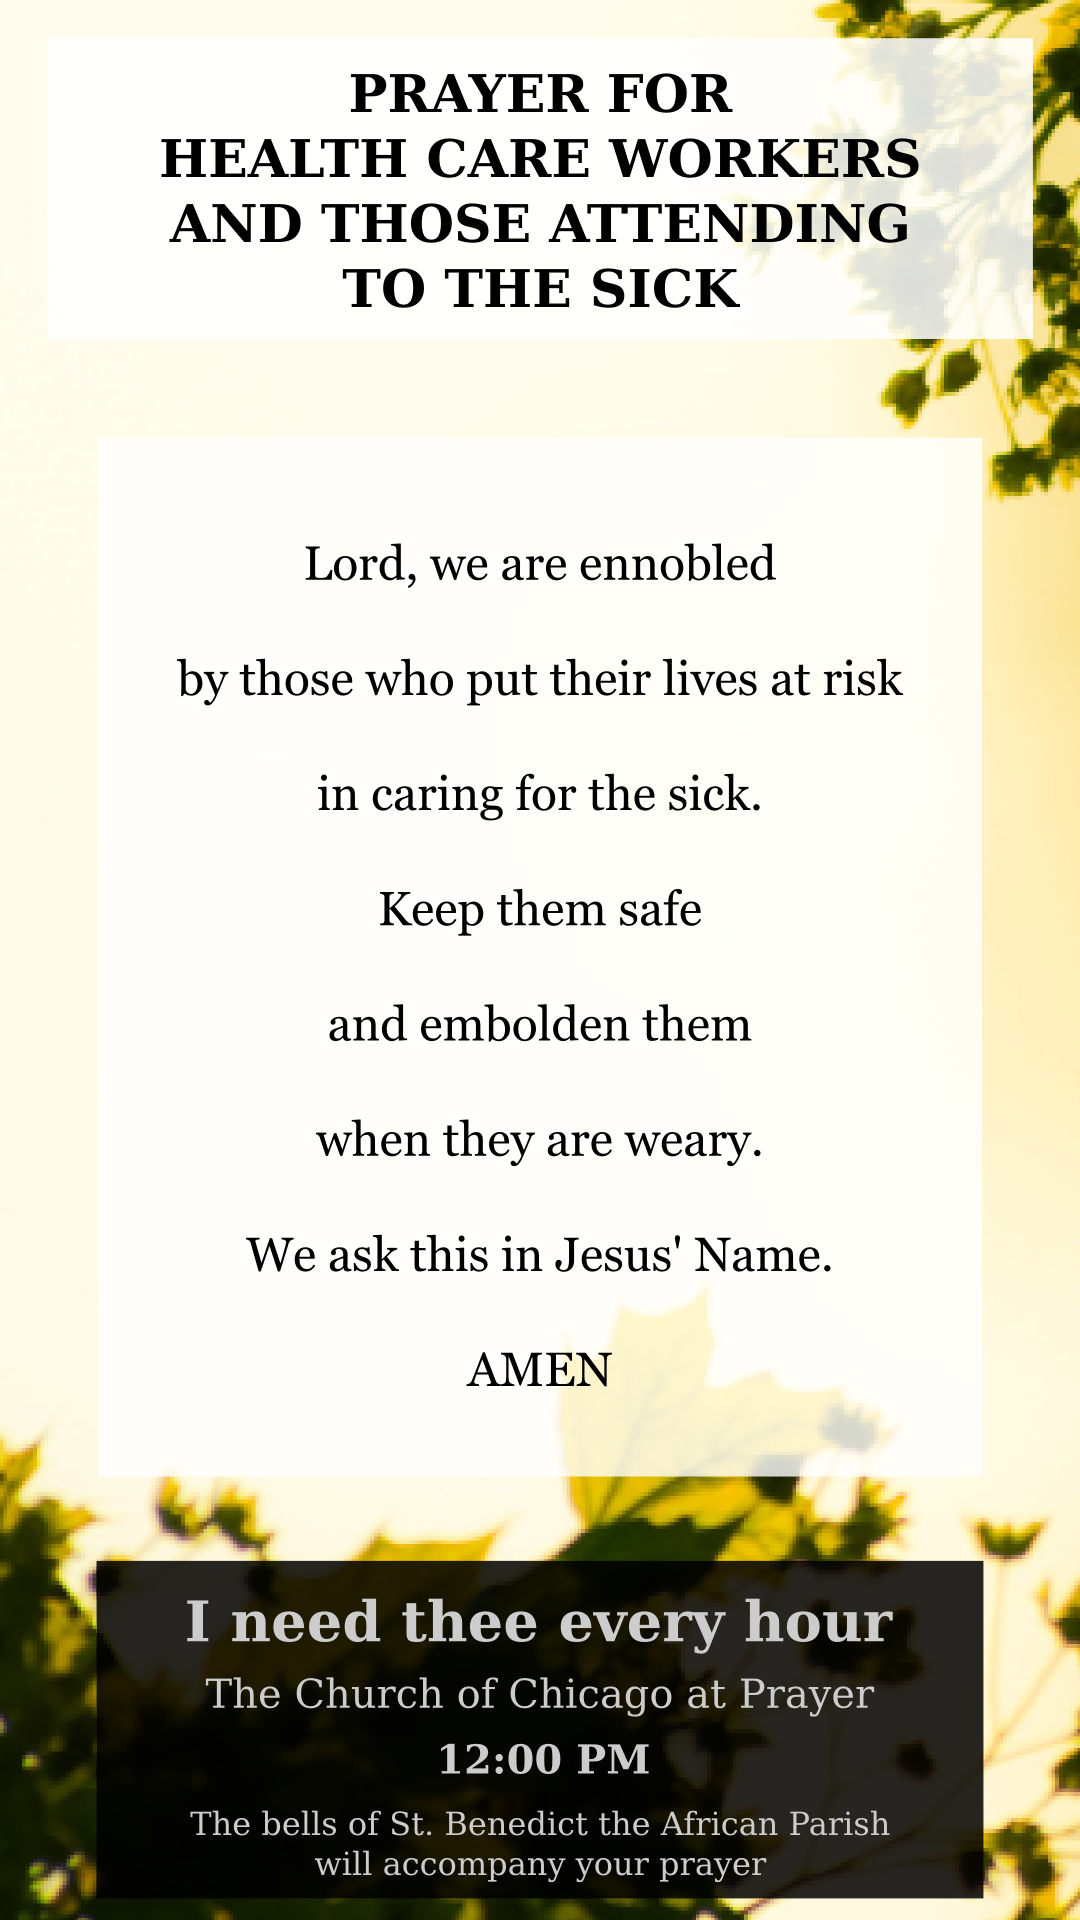 PRAYER FOR
HEALTH CARE WORKERS
AND THOSE ATTENDING
TO THE SICK
Lord, we are ennobled
by those who put their lives at risk
in caring for the sick.
Keep them safe
and embolden them
when they are weary.
We ask this in Jesus' Name.
AMEN
I need thee every hour
The Church of Chicago at Prayer
12:00 PM
The bells of St. Benedict the African Parish
will accompany your prayer